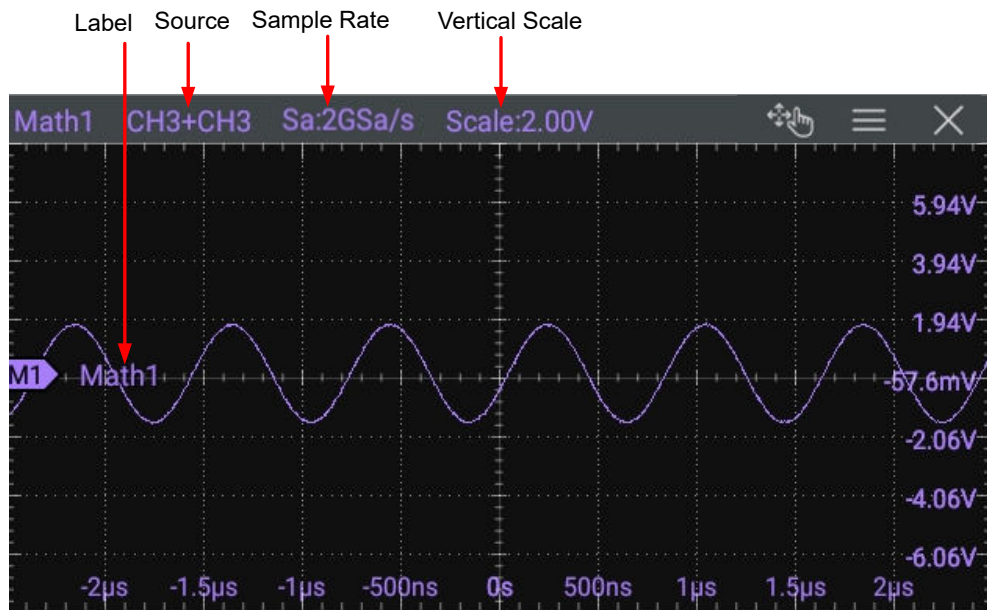 Label Source Sample Rate Vertical Scale
Math1 CH3+CH3 Sa:2GSa/s Scale:2.00V
5.94V
3.94V
1.94V
M1 Math1 -57.6mV
-2.06V
-4.06V
-6.06V
-2µs -1.5µs -1µs -500ns 0s 500ns 1µs 1.5µs 2µs